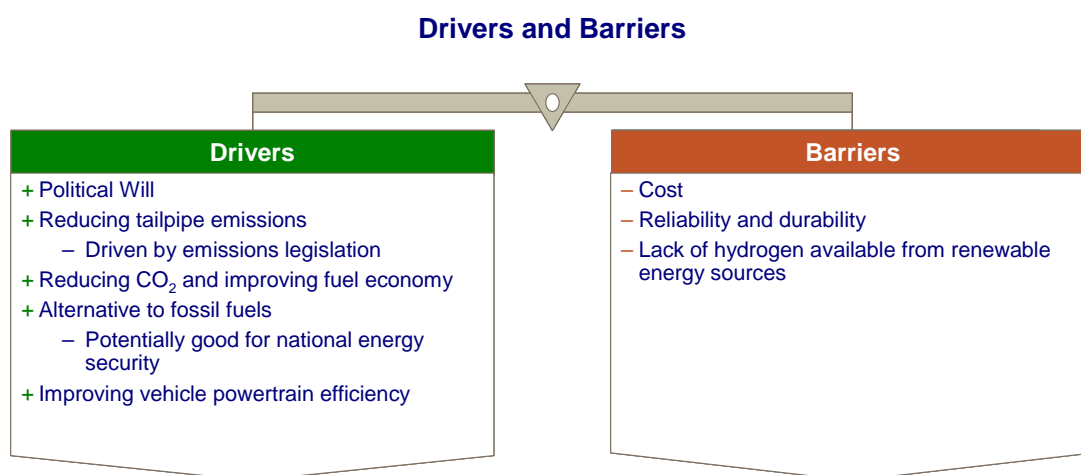 Drivers and Barriers
Drivers
+ Political Will
+ Reducing tailpipe emissions
– Driven by emissions legislation
+ Reducing CO₂ and improving fuel economy
+ Alternative to fossil fuels
– Potentially good for national energy
security
+ Improving vehicle powertrain efficiency
Barriers
– Cost
– Reliability and durability
– Lack of hydrogen available from renewable
energy sources